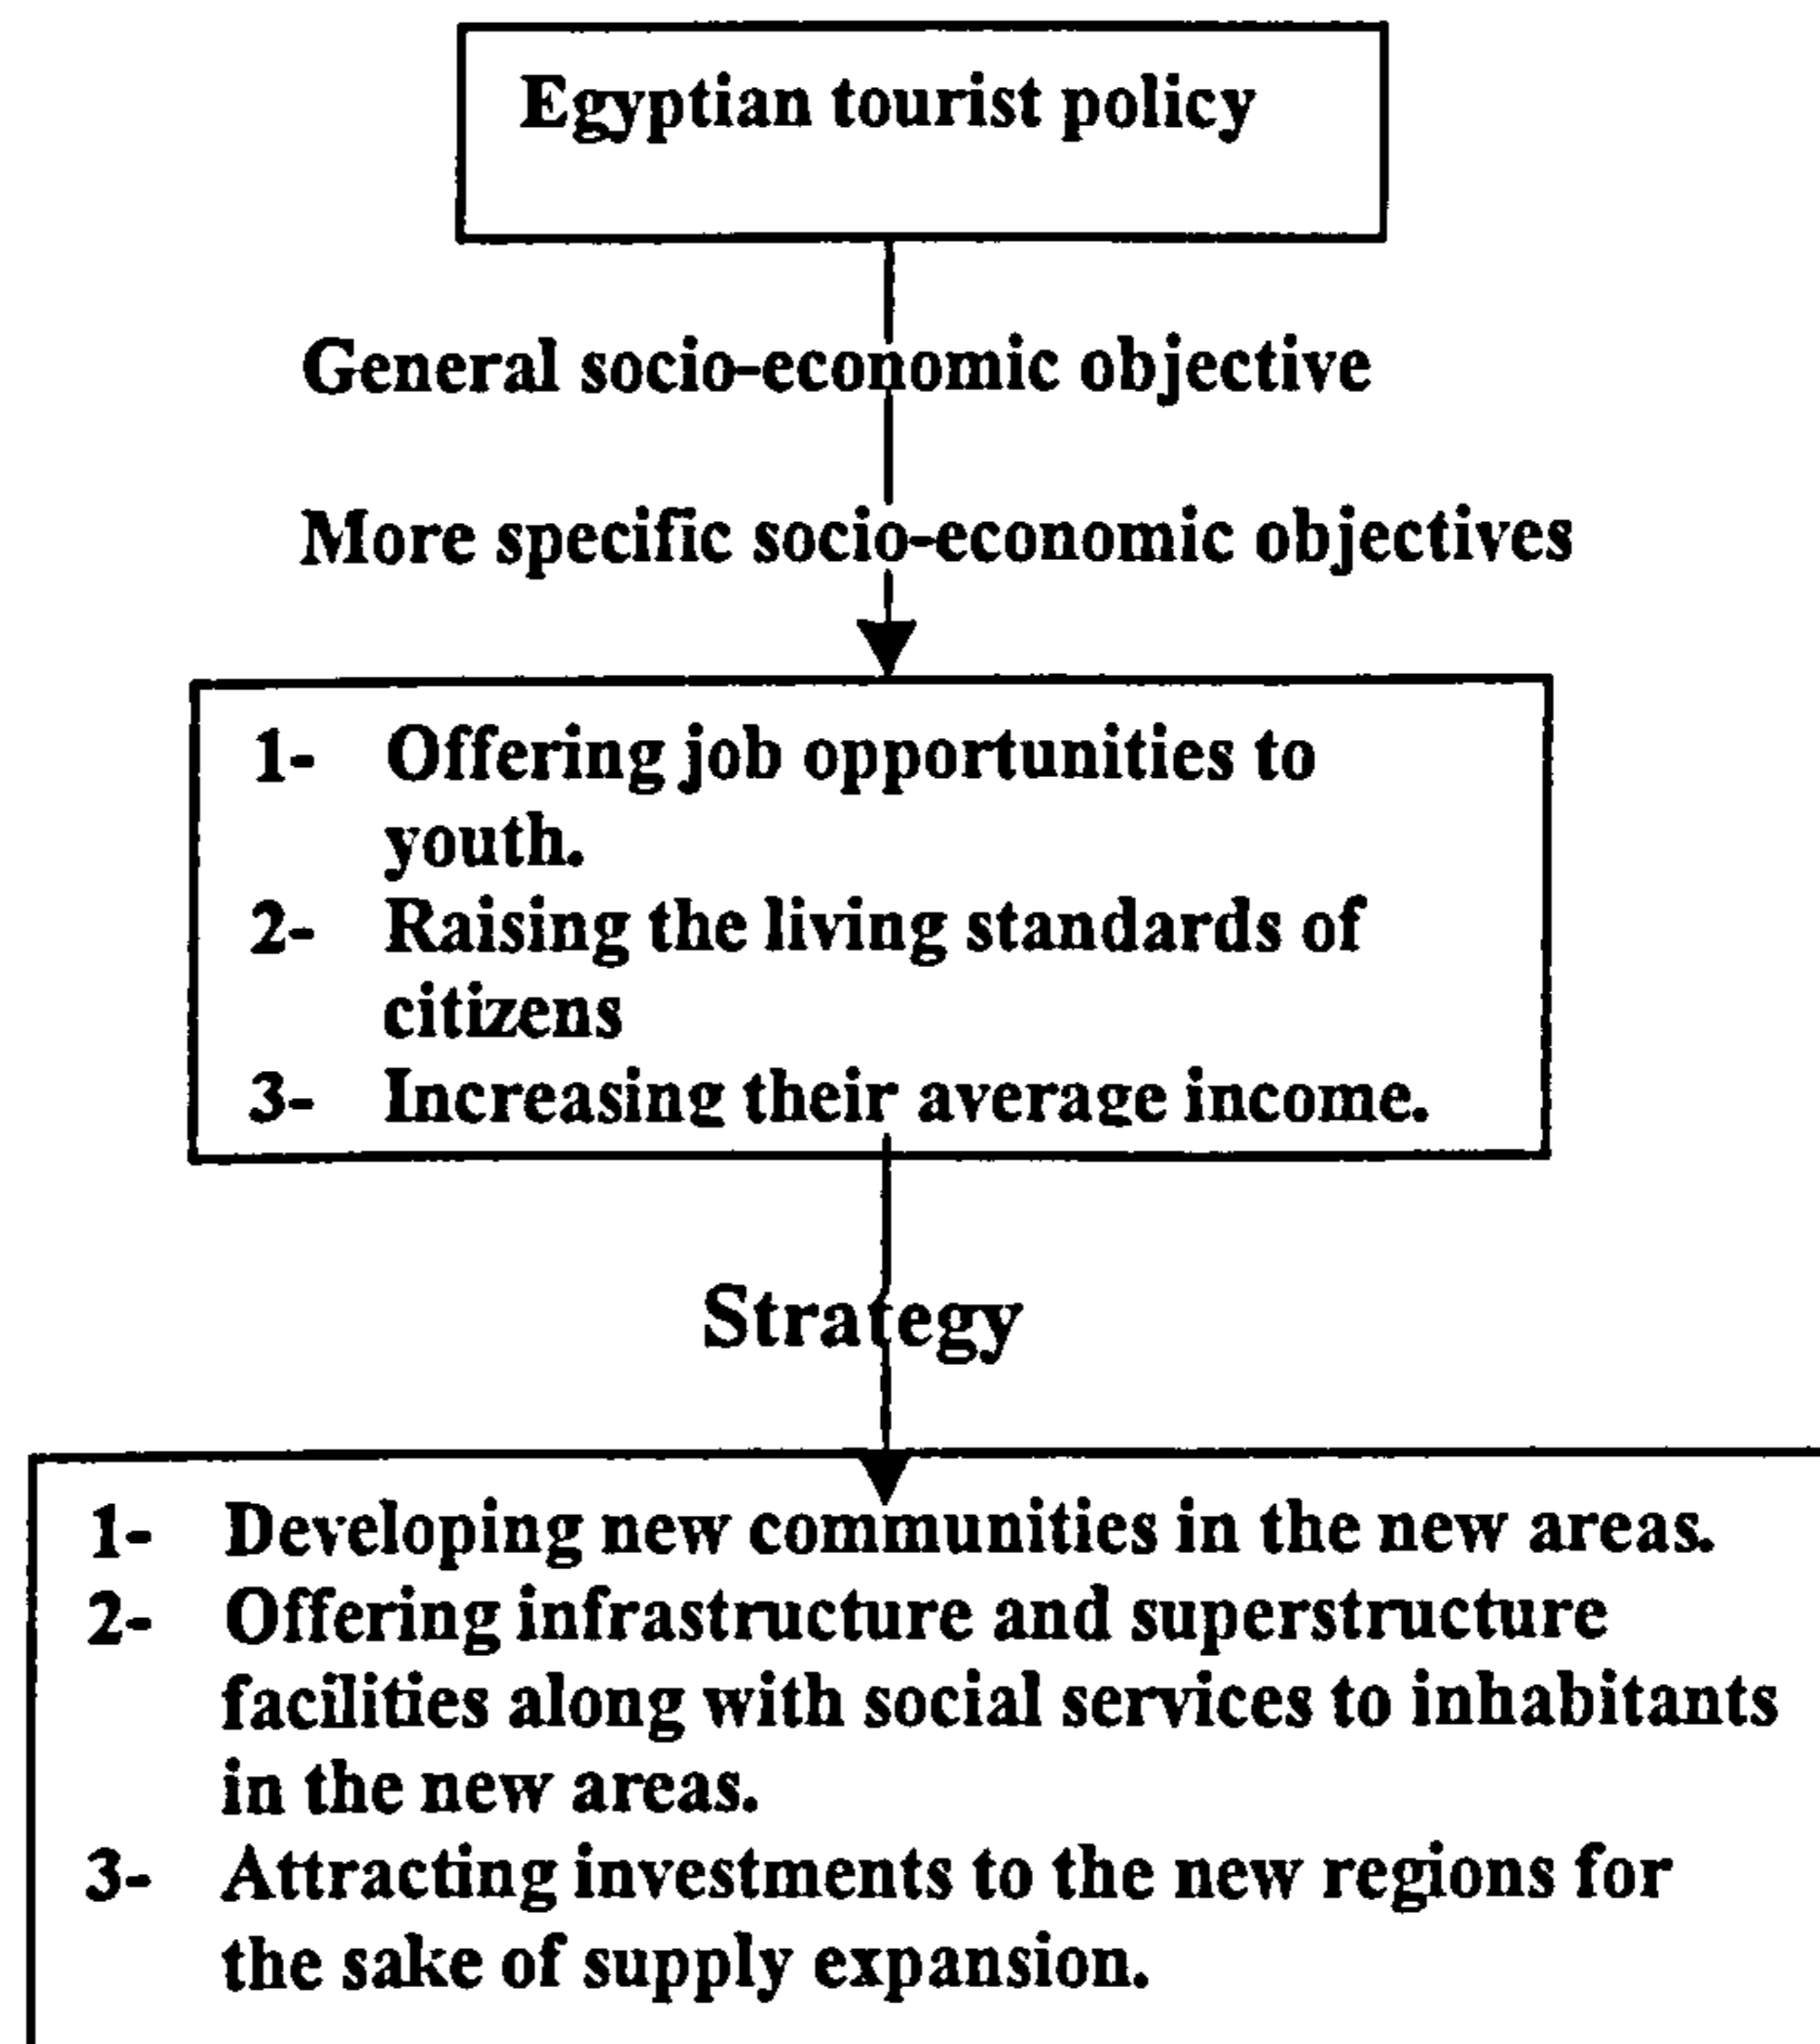 Egyptian tourist policy
General socio-economic objective
More specific socio-economic objectives
1- Offering job opportunities to
youth.
2- Raising the living standards of
citizens
3- Increasing their average income.
Strategy
1- Developing new communities in the new areas.
2- Offering infrastructure and superstructure
facilities along with social services to inhabitants
in the new areas.
3- Attracting investments to the new regions for
the sake of supply expansion.